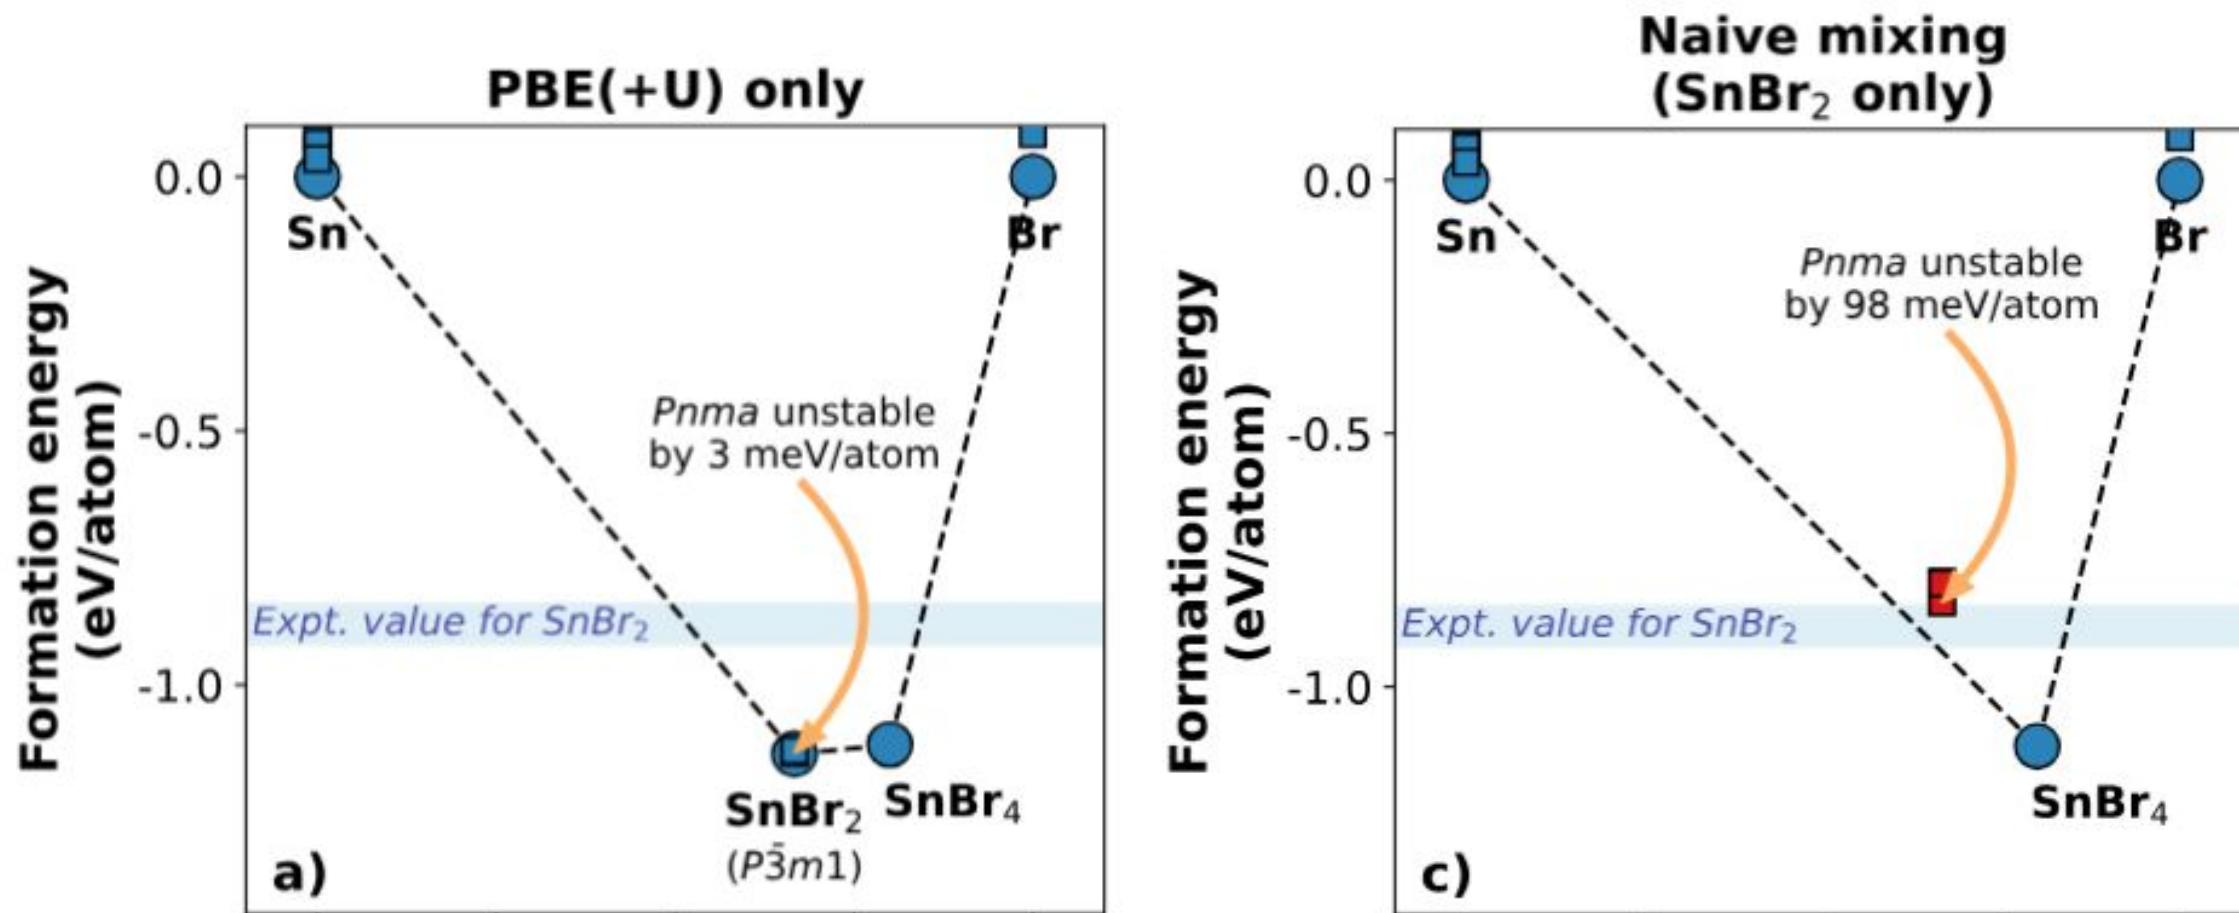 PBE(+U) only
Formation energy
(eV/atom)
0.0
-0.5
-1.0
Sn
Br
Pnma unstable
by 3 meV/atom
Expt. value for SnBr₂
SnBr₂
(P3̄m1)
SnBr₄
a)
Naive mixing
(SnBr₂ only)
Formation energy
(eV/atom)
0.0
-0.5
-1.0
Sn
Br
Pnma unstable
by 98 meV/atom
Expt. value for SnBr₂
SnBr₄
c)